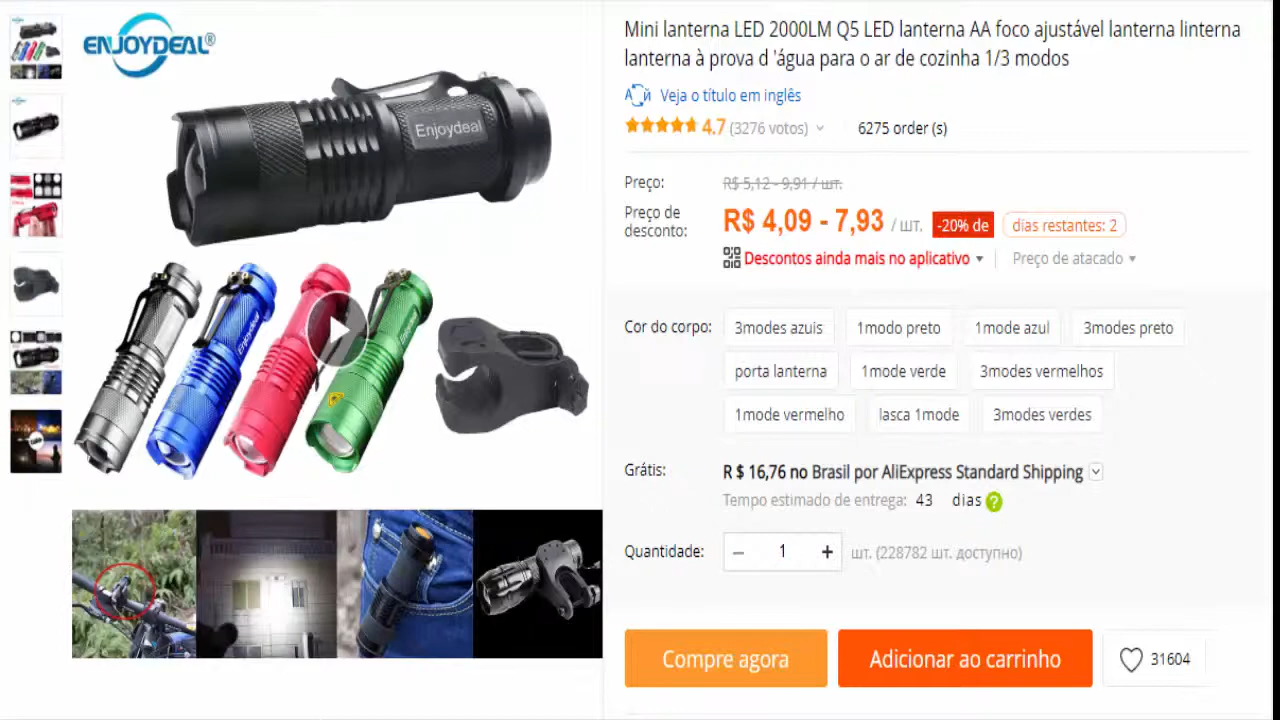 ENJOYDEAL®
Enjoydeal
Enjoydeal
Mini lanterna LED 2000LM Q5 LED lanterna AA foco ajustável lanterna linterna
lanterna à prova d 'água para o ar de cozinha 1/3 modos
Veja o título em inglês
4.7 (3276 votos) 6275 order (s)
Preço: R$ 5,12 - 9,91 / шт.
Preço de
desconto: R$ 4,09 - 7,93 / шт. -20% de dias restantes: 2
Descontos ainda mais no aplicativo Preço de atacado
Cor do corpo: 3modes azuis 1modo preto 1mode azul 3modes preto
porta lanterna 1mode verde 3modes vermelhos
1mode vermelho lasca 1mode 3modes verdes
Grátis: R $ 16,76 no Brasil por AliExpress Standard Shipping
Tempo estimado de entrega: 43 dias ?
Quantidade: − 1 + шт. (228782 шт. доступно)
Compre agora Adicionar ao carrinho 31604